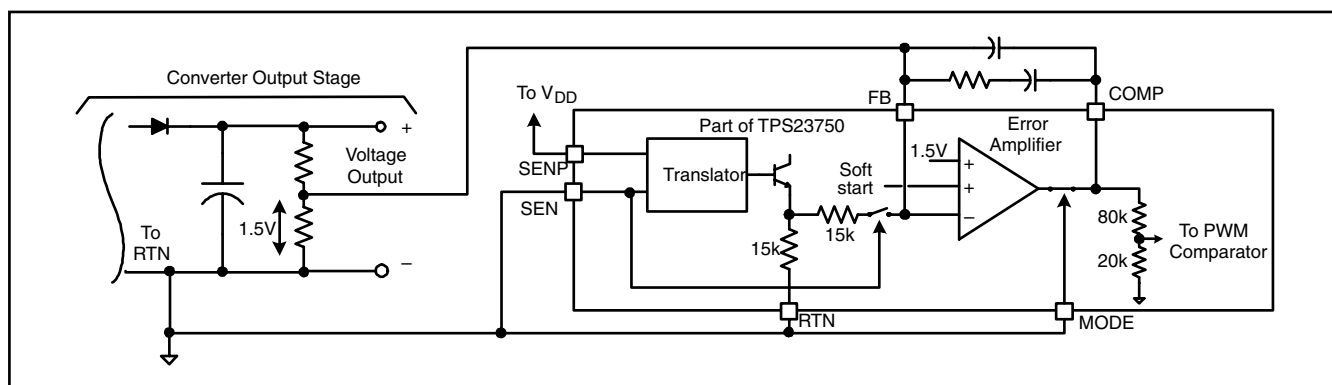 Converter Output Stage
To V_DD
FB
COMP
Part of TPS23750
Error
Amplifier
+
Voltage
Output
SENP
Translator
1.5V
+
Soft
start
+
SEN
–
1.5V
To
RTN
15k
15k
80k
To PWM
Comparator
20k
–
RTN
MODE